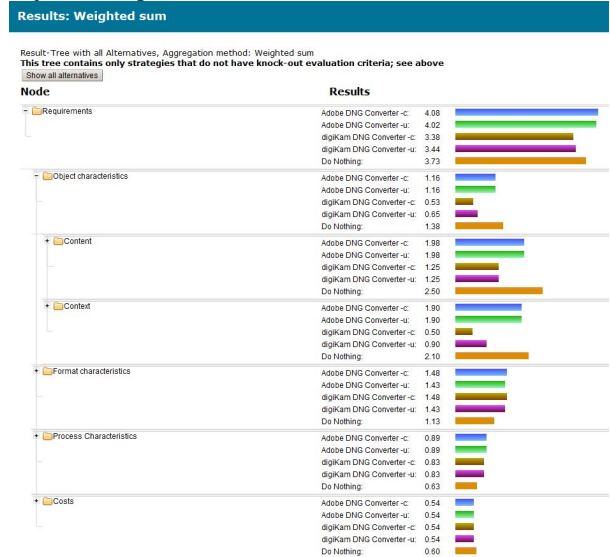 Results: Weighted sum
Result-Tree with all Alternatives, Aggregation method: Weighted sum
This tree contains only strategies that do not have knock-out evaluation criteria; see above
Show all alternatives
Node Results
Requirements Adobe DNG Converter -c: 4.08
Adobe DNG Converter -u: 4.02
digiKam DNG Converter -c: 3.38
digiKam DNG Converter -u: 3.44
Do Nothing: 3.73
Object characteristics Adobe DNG Converter -c: 1.16
Adobe DNG Converter -u: 1.16
digiKam DNG Converter -c: 0.53
digiKam DNG Converter -u: 0.65
Do Nothing: 1.38
Content Adobe DNG Converter -c: 1.98
Adobe DNG Converter -u: 1.98
digiKam DNG Converter -c: 1.25
digiKam DNG Converter -u: 1.25
Do Nothing: 2.50
Context Adobe DNG Converter -c: 1.90
Adobe DNG Converter -u: 1.90
digiKam DNG Converter -c: 0.50
digiKam DNG Converter -u: 0.90
Do Nothing: 2.10
Format characteristics Adobe DNG Converter -c: 1.48
Adobe DNG Converter -u: 1.43
digiKam DNG Converter -c: 1.48
digiKam DNG Converter -u: 1.43
Do Nothing: 1.13
Process Characteristics Adobe DNG Converter -c: 0.89
Adobe DNG Converter -u: 0.89
digiKam DNG Converter -c: 0.83
digiKam DNG Converter -u: 0.83
Do Nothing: 0.63
Costs Adobe DNG Converter -c: 0.54
Adobe DNG Converter -u: 0.54
digiKam DNG Converter -c: 0.54
digiKam DNG Converter -u: 0.54
Do Nothing: 0.60